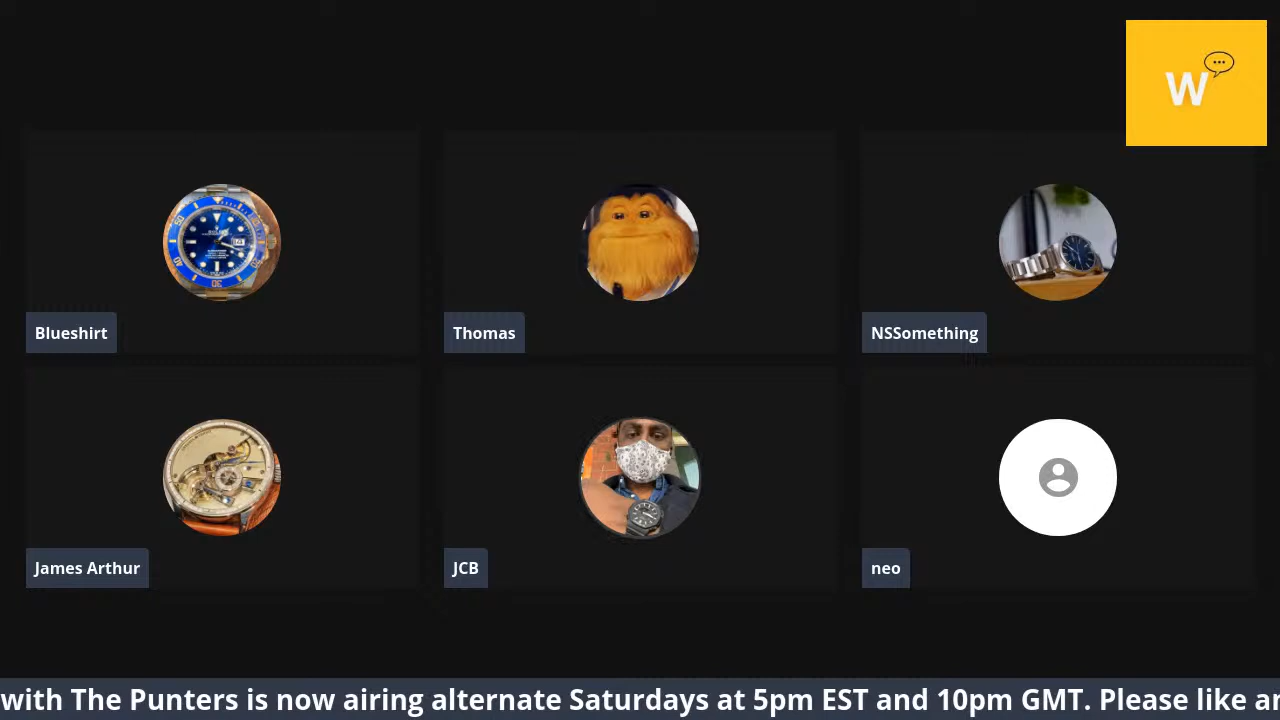 W
Blueshirt
Thomas
NSSomething
James Arthur
JCB
neo
with The Punters is now airing alternate Saturdays at 5pm EST and 10pm GMT. Please like ar